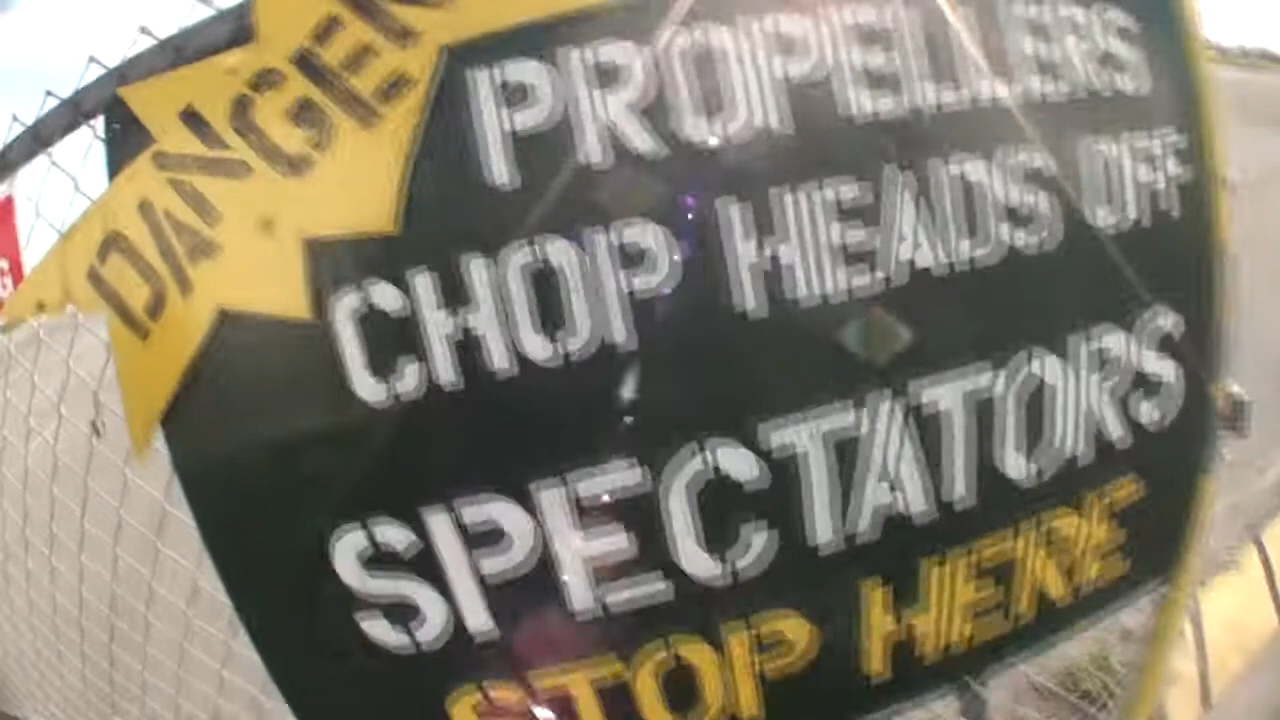 DANGER
PROPELLERS
CHOP HEADS OFF
SPECTATORS
STOP HERE
G